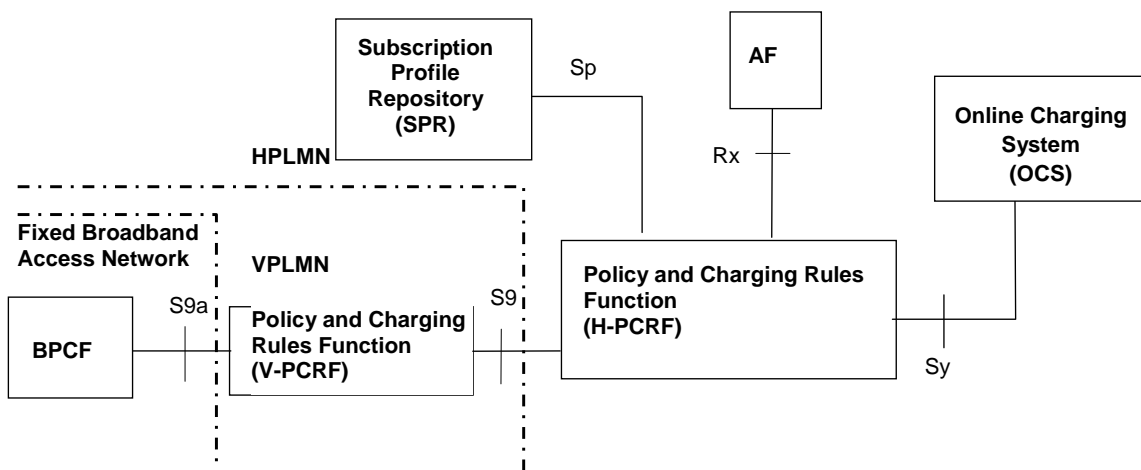 Subscription
Profile
Repository
(SPR)
Sp
AF
Online Charging
System
(OCS)
Rx
HPLMN
Fixed Broadband
Access Network
VPLMN
S9a
S9
Policy and Charging Rules
Function
(H-PCRF)
BPCF
Policy and Charging
Rules Function
(V-PCRF)
Sy